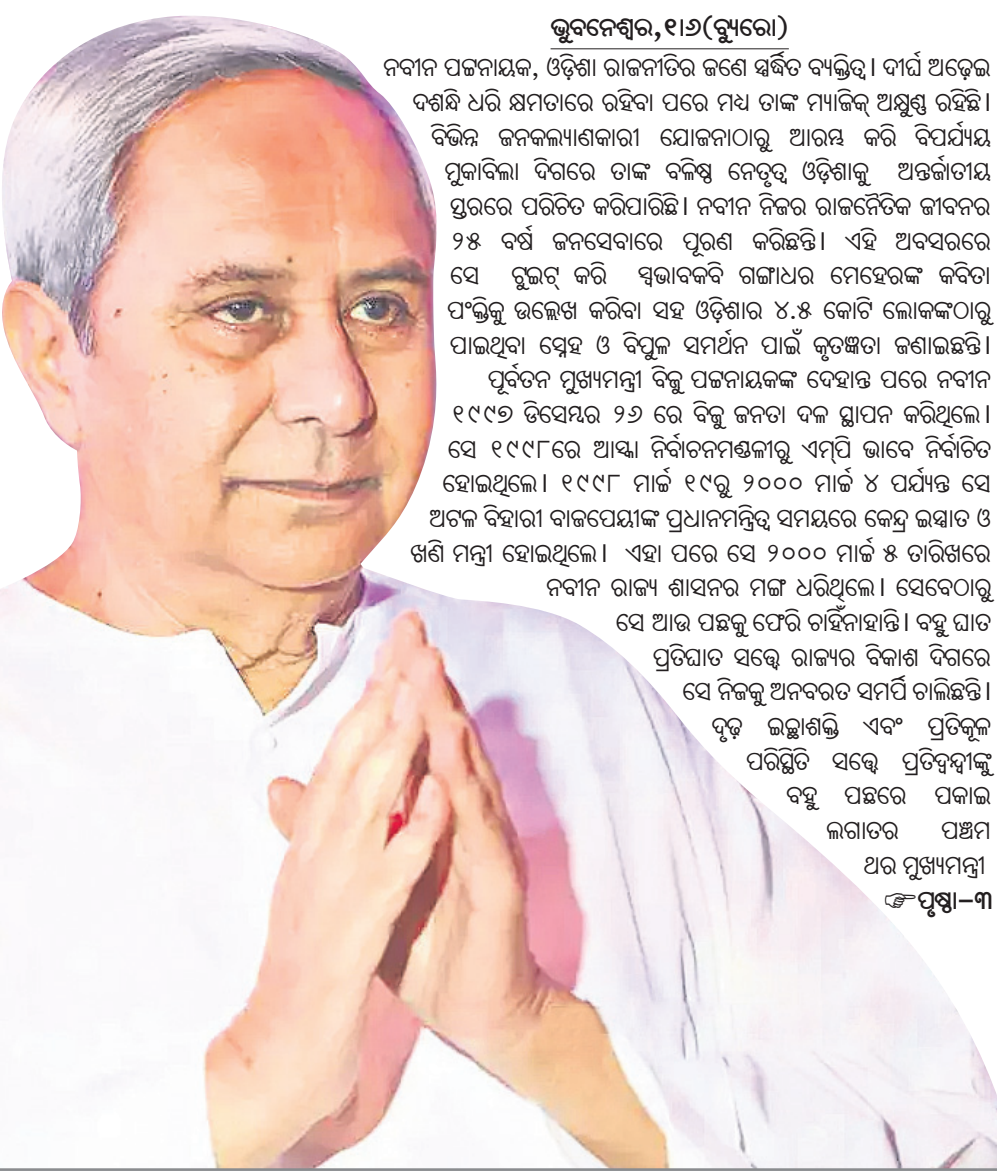 ଭୁବନେଶ୍ୱର,୧।୬(ବ୍ୟୁରୋ)
ନବୀନ ପଟ୍ଟନାୟକ, ଓଡ଼ିଶା ରାଜନୀତିର ଜଣେ ସ୍ପର୍ଦ୍ଧିତ ବ୍ୟକ୍ତିତ୍ୱ। ଦୀର୍ଘ ଅଢ଼େଇ
ଦଶନ୍ଧି ଧରି କ୍ଷମତାରେ ରହିବା ପରେ ମଧ୍ୟ ତାଙ୍କ ମ୍ୟାଜିକ୍ ଅକ୍ଷୁଣ୍ଣ ରହିଛି।
ବିଭିନ୍ନ ଜନକଲ୍ୟାଣକାରୀ ଯୋଜନାଠାରୁ ଆରମ୍ଭ କରି ବିପର୍ଯ୍ୟୟ
ମୁକାବିଲା ଦିଗରେ ତାଙ୍କ ବଳିଷ୍ଠ ନେତୃତ୍ୱ ଓଡ଼ିଶାକୁ ଅନ୍ତର୍ଜାତୀୟ
ସ୍ତରରେ ପରିଚିତ କରିପାରିଛି। ନବୀନ ନିଜର ରାଜନୈତିକ ଜୀବନର
୨୫ ବର୍ଷ ଜନସେବାରେ ପୂରଣ କରିଛନ୍ତି। ଏହି ଅବସରରେ
ସେ ଟୁଇଟ୍ କରି ସ୍ୱଭାବକବି ଗଙ୍ଗାଧର ମେହେରଙ୍କ କବିତା
ପଂକ୍ତିକୁ ଉଲ୍ଲେଖ କରିବା ସହ ଓଡ଼ିଶାର ୪.୫ କୋଟି ଲୋକଙ୍କଠାରୁ
ପାଇଥିବା ସ୍ନେହ ଓ ବିପୁଳ ସମର୍ଥନ ପାଇଁ କୃତଜ୍ଞତା ଜଣାଇଛନ୍ତି।
ପୂର୍ବତନ ମୁଖ୍ୟମନ୍ତ୍ରୀ ବିଜୁ ପଟ୍ଟନାୟକଙ୍କ ଦେହାନ୍ତ ପରେ ନବୀନ
୧୯୯୭ ଡିସେମ୍ବର ୨୬ ରେ ବିଜୁ ଜନତା ଦଳ ସ୍ଥାପନ କରିଥିଲେ।
ସେ ୧୯୯୮ରେ ଆସ୍କା ନିର୍ବାଚନମଣ୍ଡଳୀରୁ ଏମ୍‌ପି ଭାବେ ନିର୍ବାଚିତ
ହୋଇଥିଲେ। ୧୯୯୮ ମାର୍ଚ୍ଚ ୧୯ରୁ ୨୦୦୦ ମାର୍ଚ୍ଚ ୪ ପର୍ଯ୍ୟନ୍ତ ସେ
ଅଟଳ ବିହାରୀ ବାଜପେୟୀଙ୍କ ପ୍ରଧାନମନ୍ତ୍ରିତ୍ୱ ସମୟରେ କେନ୍ଦ୍ର ଇସ୍ପାତ ଓ
ଖଣି ମନ୍ତ୍ରୀ ହୋଇଥିଲେ। ଏହା ପରେ ସେ ୨୦୦୦ ମାର୍ଚ୍ଚ ୫ ତାରିଖରେ
ନବୀନ ରାଜ୍ୟ ଶାସନର ମଙ୍ଗ ଧରିଥିଲେ। ସେବେଠାରୁ
ସେ ଆଉ ପଛକୁ ଫେରି ଚାହିଁନାହାନ୍ତି। ବହୁ ଘାତ
ପ୍ରତିଘାତ ସତ୍ତ୍ୱେ ରାଜ୍ୟର ବିକାଶ ଦିଗରେ
ସେ ନିଜକୁ ଅନବରତ ସମର୍ପି ଚାଲିଛନ୍ତି।
ଦୃଢ଼ ଇଚ୍ଛାଶକ୍ତି ଏବଂ ପ୍ରତିକୂଳ
ପରିସ୍ଥିତି ସତ୍ତ୍ୱେ ପ୍ରତିଦ୍ୱନ୍ଦ୍ୱୀଙ୍କୁ
ବହୁ ପଛରେ ପକାଇ
ଲଗାତର ପଞ୍ଚମ
ଥର ମୁଖ୍ୟମନ୍ତ୍ରୀ
☞ପୃଷ୍ଠା–୩